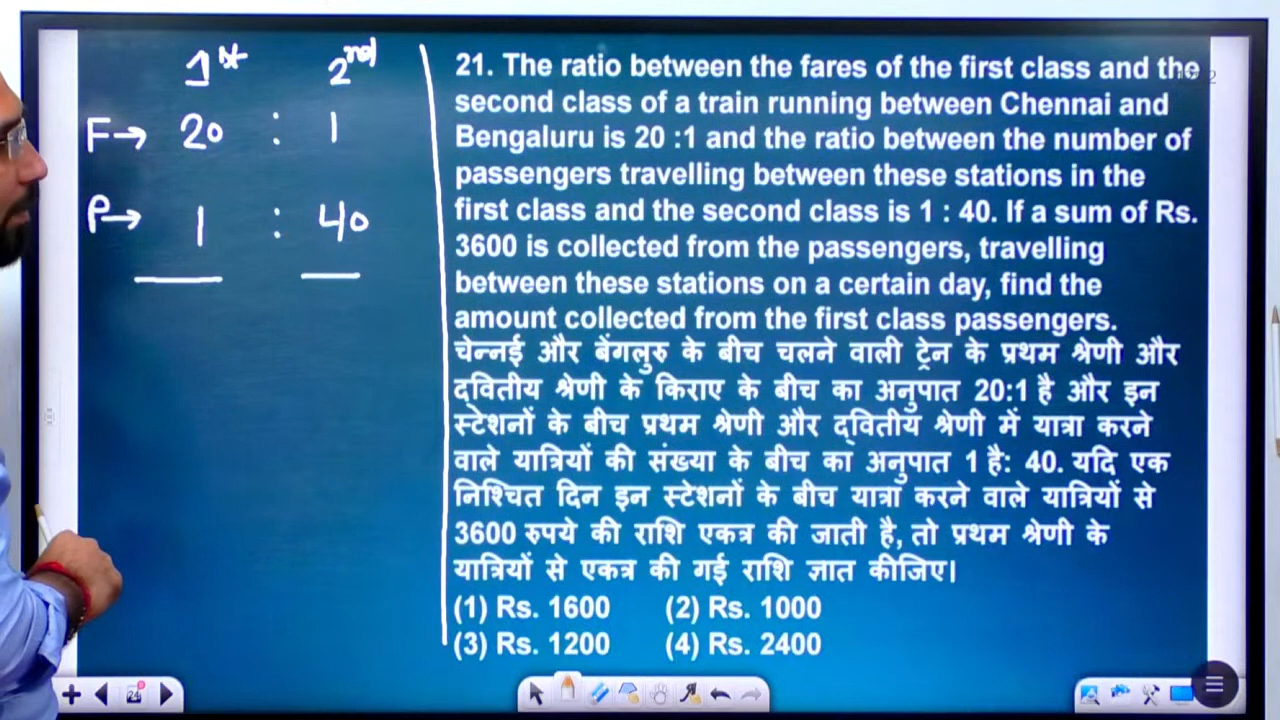 1st 2nd
F→ 20 : 1
P→ 1 : 40
21. The ratio between the fares of the first class and the
second class of a train running between Chennai and
Bengaluru is 20 :1 and the ratio between the number of
passengers travelling between these stations in the
first class and the second class is 1 : 40. If a sum of Rs.
3600 is collected from the passengers, travelling
between these stations on a certain day, find the
amount collected from the first class passengers.
चेन्नई और बेंगलुरु के बीच चलने वाली ट्रेन के प्रथम श्रेणी और
द्वितीय श्रेणी के किराए के बीच का अनुपात 20:1 है और इन
स्टेशनों के बीच प्रथम श्रेणी और द्वितीय श्रेणी में यात्रा करने
वाले यात्रियों की संख्या के बीच का अनुपात 1 है: 40. यदि एक
निश्चित दिन इन स्टेशनों के बीच यात्रा करने वाले यात्रियों से
3600 रुपये की राशि एकत्र की जाती है, तो प्रथम श्रेणी के
यात्रियों से एकत्र की गई राशि ज्ञात कीजिए।
(1) Rs. 1600 (2) Rs. 1000
(3) Rs. 1200 (4) Rs. 2400
24